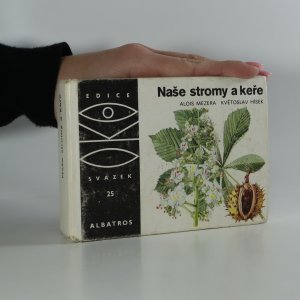 EDICE
OKO
SVAZEK
25
ALBATROS
Naše stromy a keře
ALOIS MEZERA KVĚTOSLAV HÍSEK